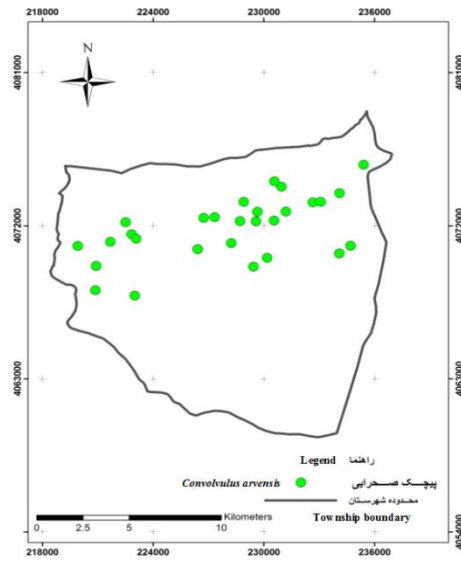 218000 224000 230000 236000
N
4081000 4081000
4072000 4072000
4063000 4063000
Legend راهنما
Convolvulus arvensis پیچک صحرایی
محدوده شهرستان
Kilometers Township boundary
0 2.5 5 10
4054000
218000 224000 230000 236000